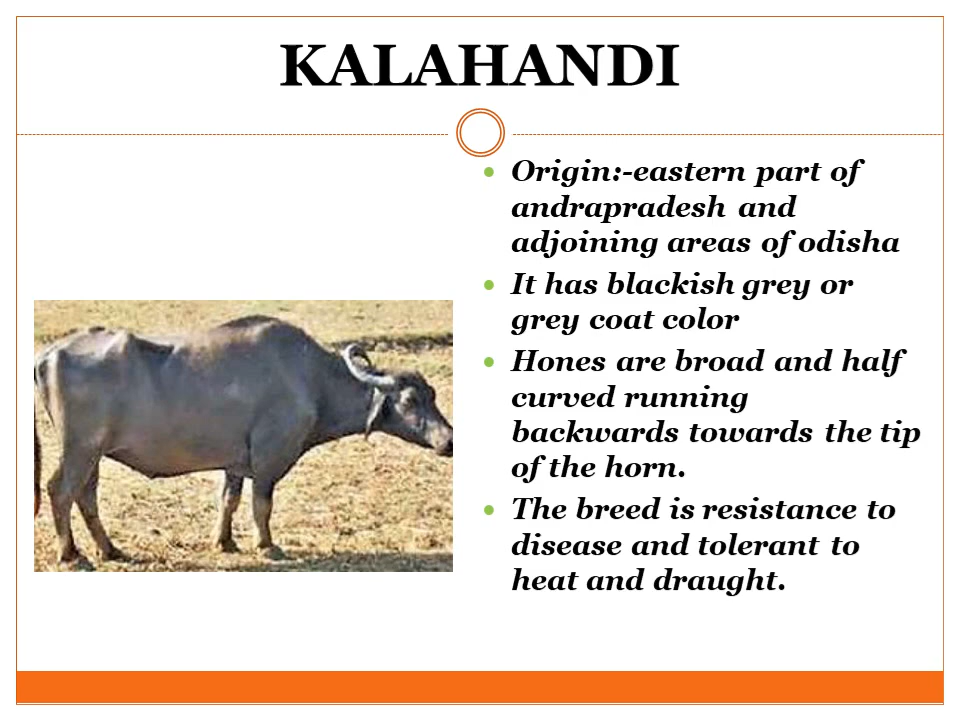 KALAHANDI
• Origin:-eastern part of
andrapradesh and
adjoining areas of odisha
• It has blackish grey or
grey coat color
• Hones are broad and half
curved running
backwards towards the tip
of the horn.
• The breed is resistance to
disease and tolerant to
heat and draught.